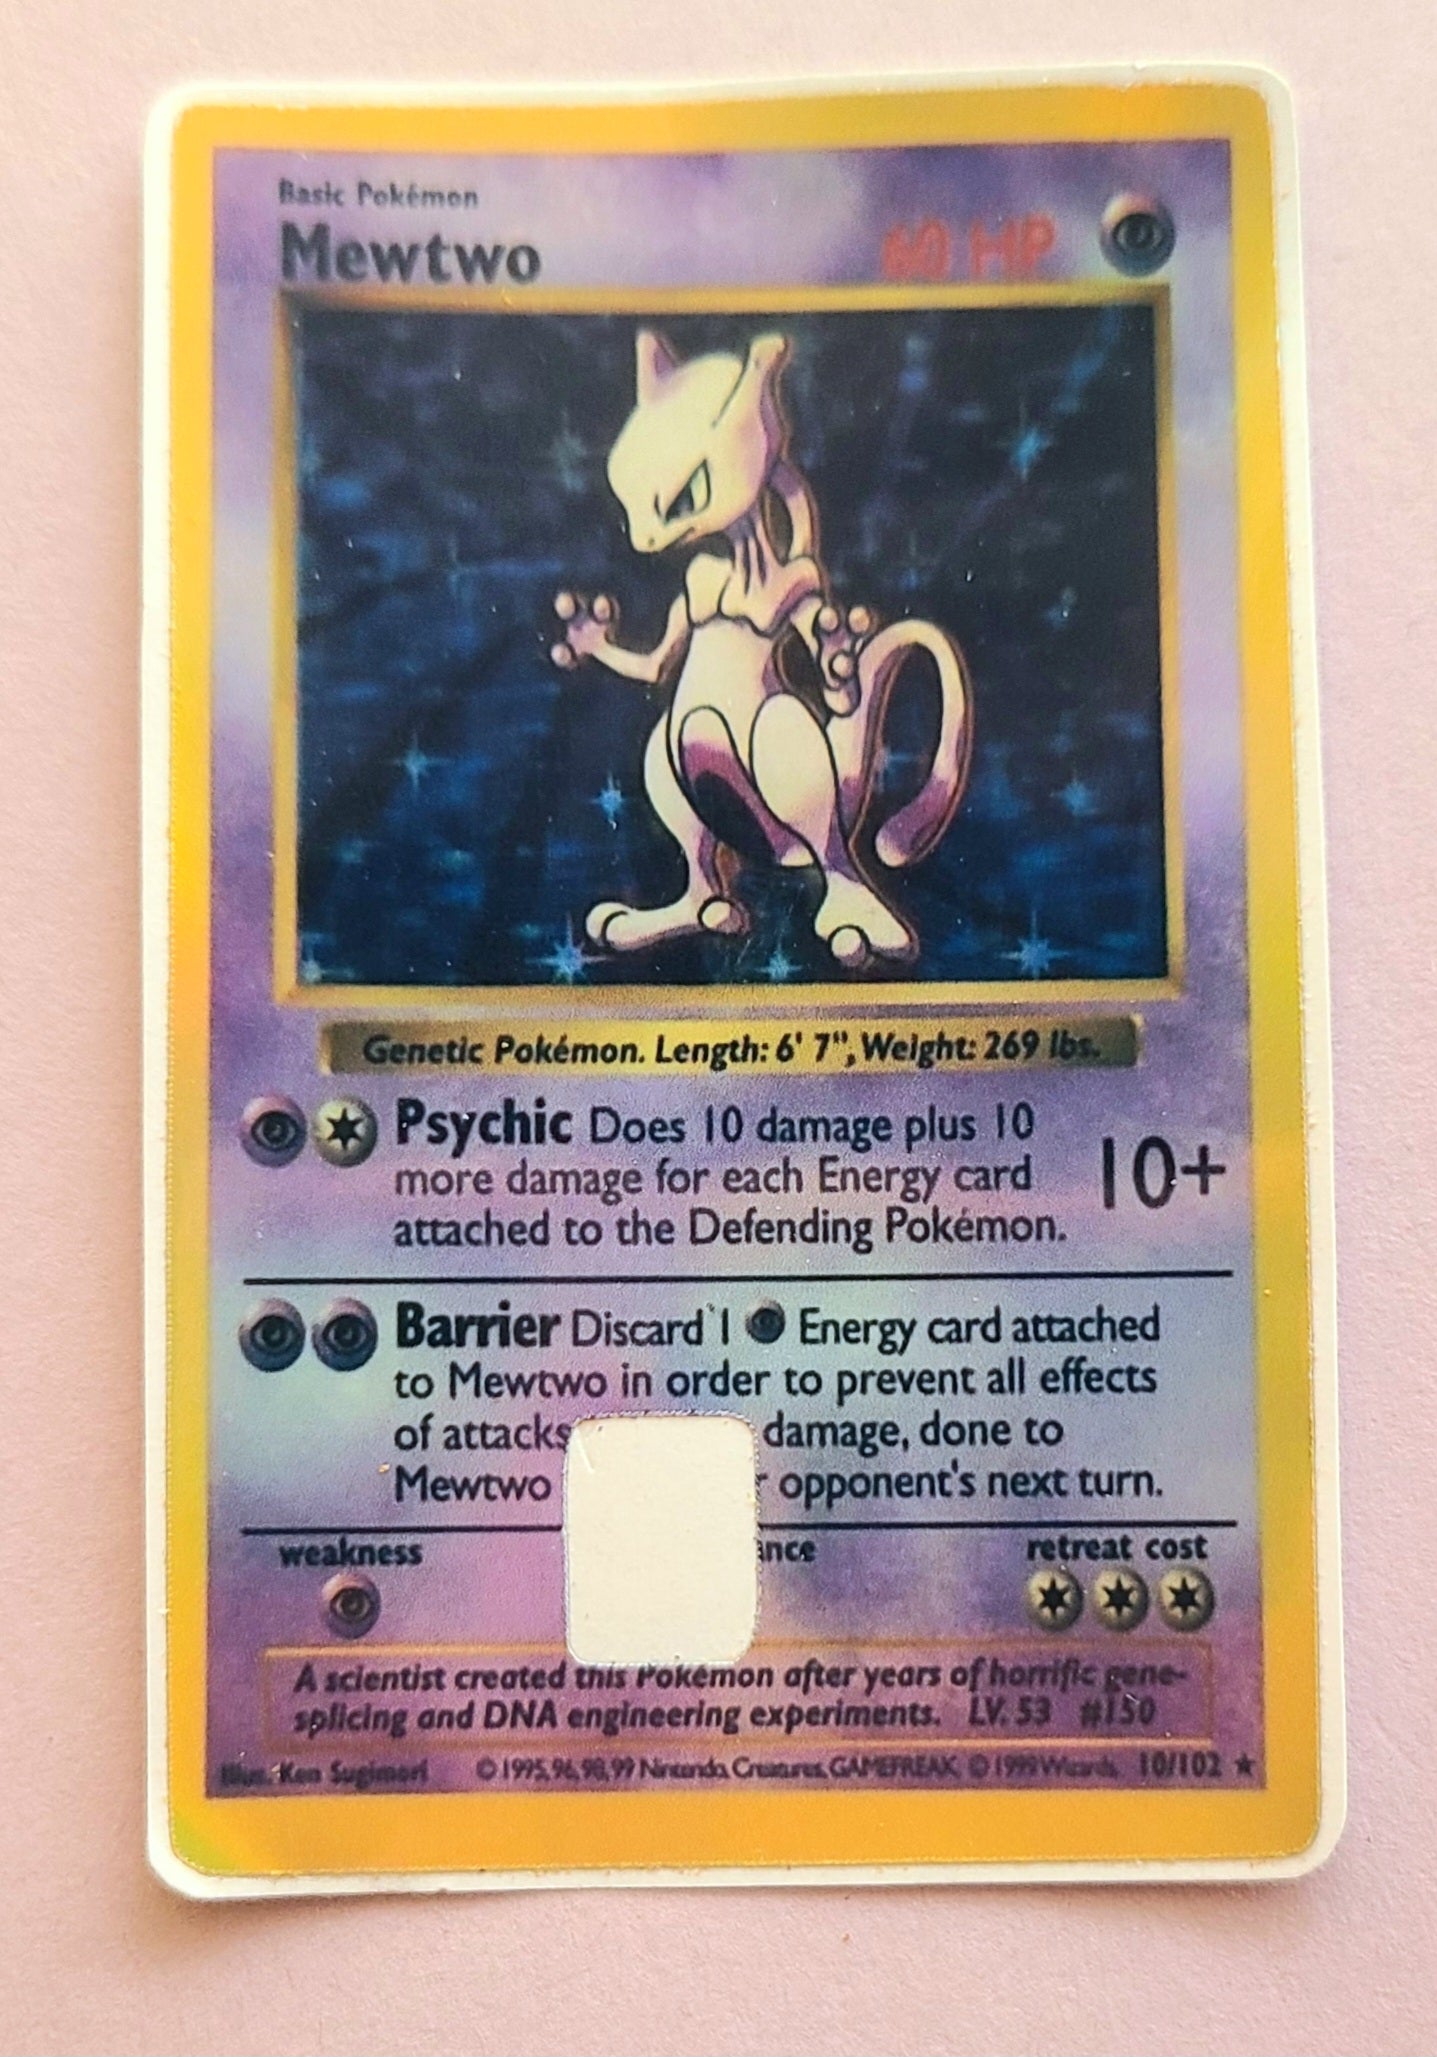 Basic Pokémon
Mewtwo 60 HP
Genetic Pokémon. Length: 6' 7", Weight: 269 lbs.
Psychic Does 10 damage plus 10
more damage for each Energy card
attached to the Defending Pokémon.
10+
Barrier Discard 1 Energy card attached
to Mewtwo in order to prevent all effects
of attacks damage, done to
Mewtwo opponent's next turn.
weakness retreat cost
A scientist created this Pokémon after years of horrific gene-
splicing and DNA engineering experiments. LV. 53 #150
Illus. Ken Sugimori © 1995, 96, 98, 99 Nintendo, Creatures, GAMEFREAK. © 1999 Wizards. 10/102 ★